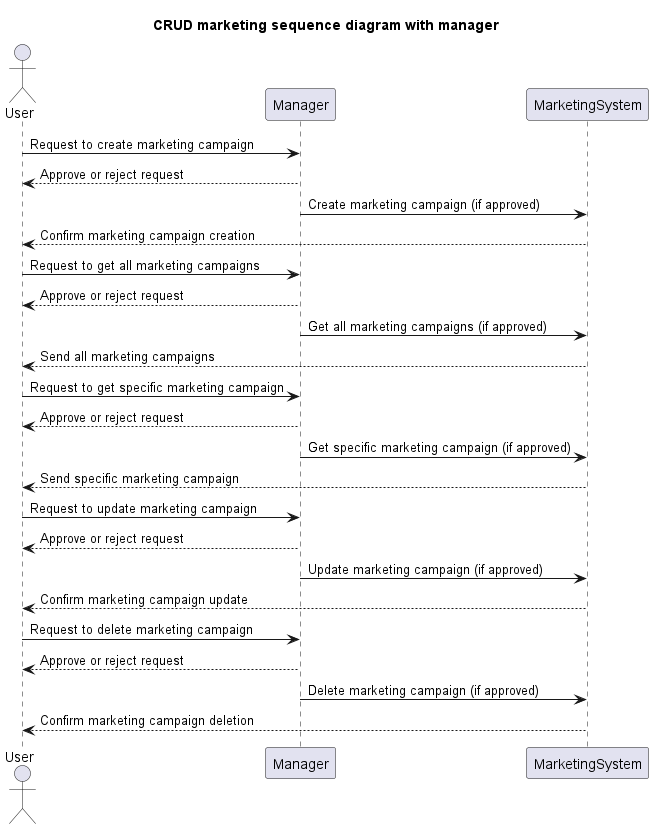 CRUD marketing sequence diagram with manager
User
Manager
MarketingSystem
Request to create marketing campaign
Approve or reject request
Create marketing campaign (if approved)
Confirm marketing campaign creation
Request to get all marketing campaigns
Approve or reject request
Get all marketing campaigns (if approved)
Send all marketing campaigns
Request to get specific marketing campaign
Approve or reject request
Get specific marketing campaign (if approved)
Send specific marketing campaign
Request to update marketing campaign
Approve or reject request
Update marketing campaign (if approved)
Confirm marketing campaign update
Request to delete marketing campaign
Approve or reject request
Delete marketing campaign (if approved)
Confirm marketing campaign deletion
User
Manager
MarketingSystem